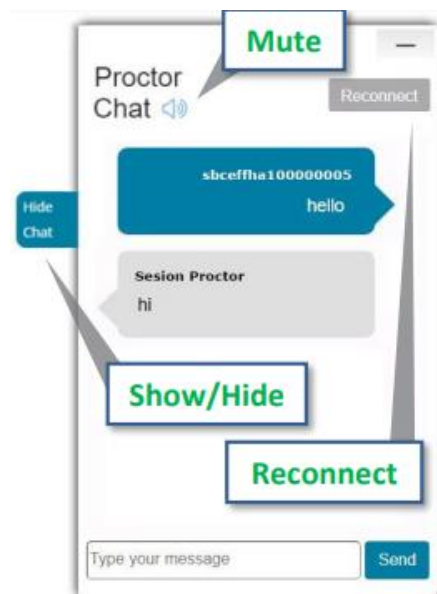 Mute
Proctor
Chat
Reconnect
sbceffha100000005
hello
Hide
Chat
Sesion Proctor
hi
Show/Hide
Reconnect
Type your message
Send